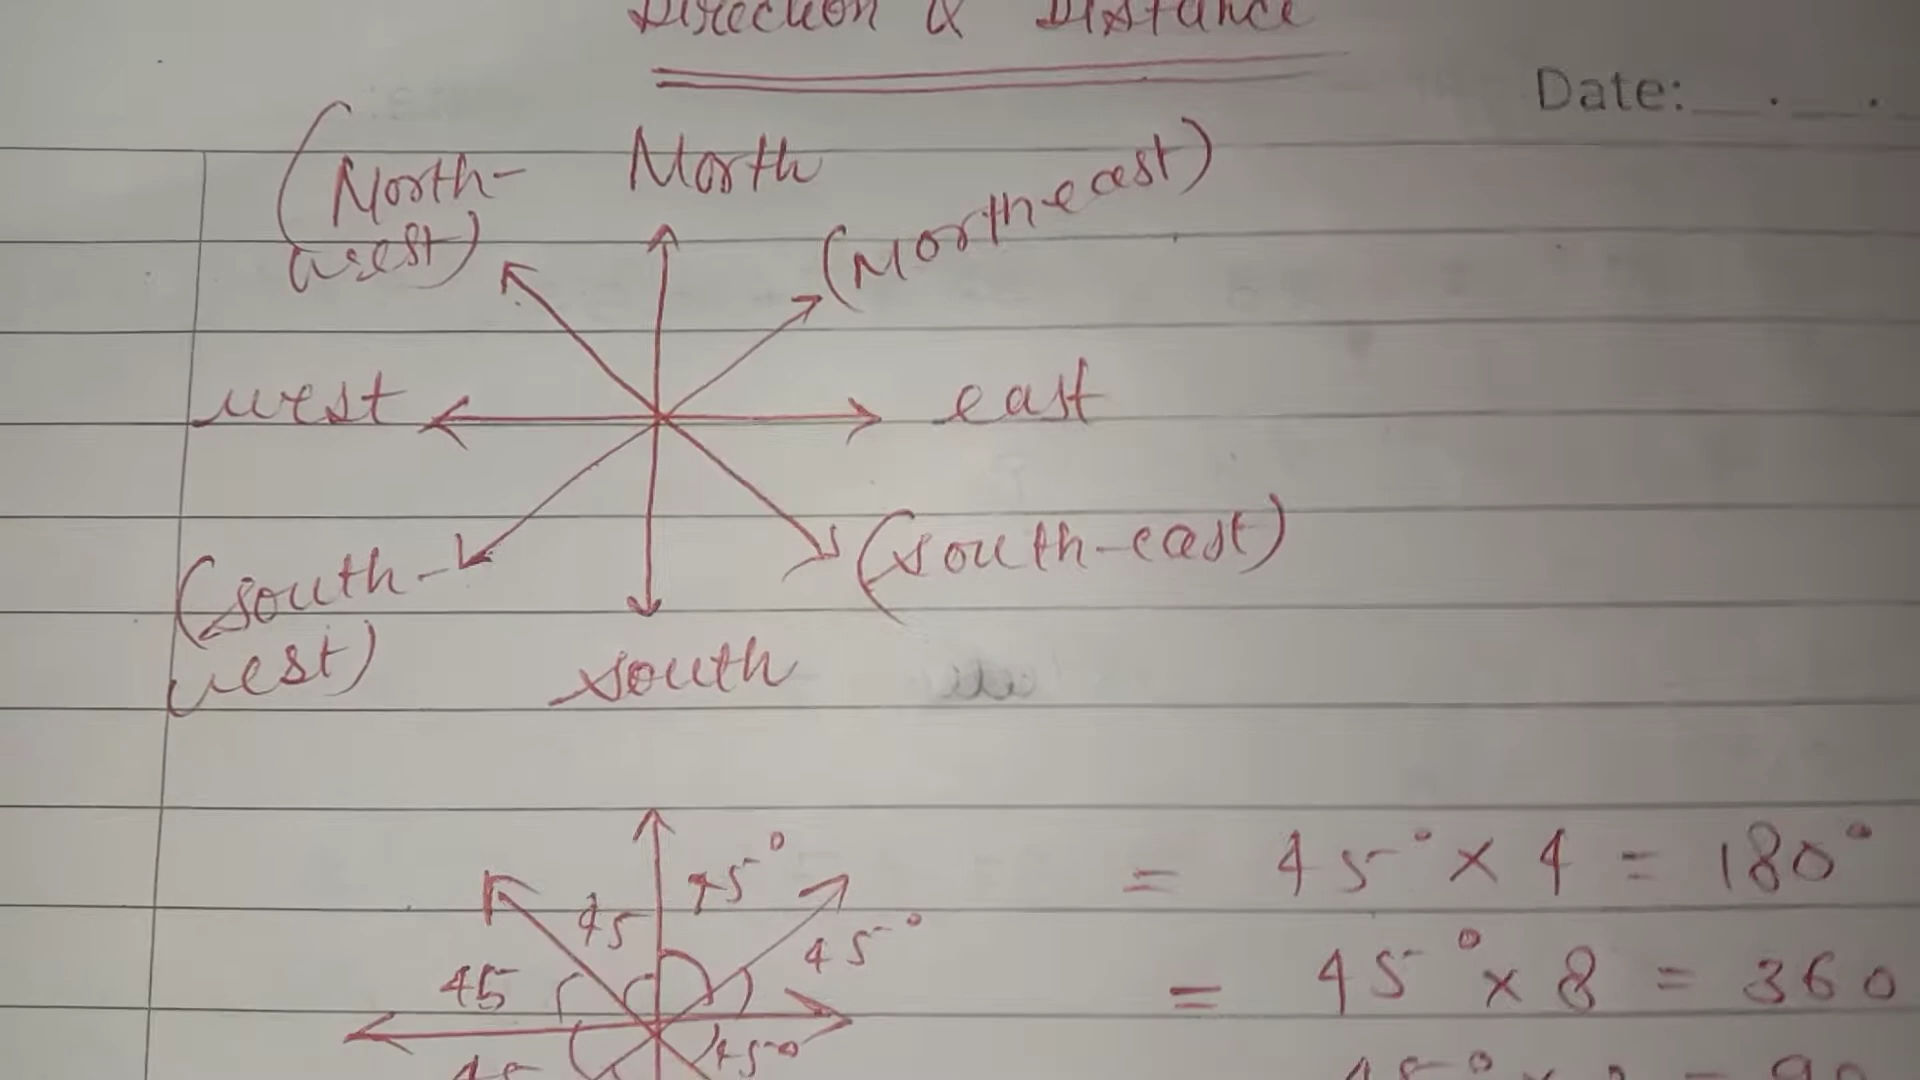 Direction & Distance
Date:
North
(North-
west)
(Northeast)
west
east
(south-
west)
(south-east)
south
45°
45
45°
45
45°
45
= 45° × 4 = 180°
= 45° × 8 = 360